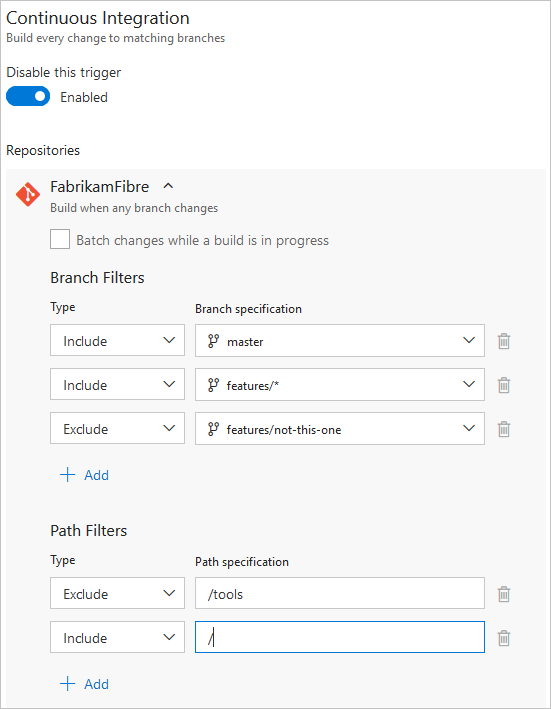 Continuous Integration
Build every change to matching branches
Disable this trigger
Enabled
Repositories
FabrikamFibre
Build when any branch changes
Batch changes while a build is in progress
Branch Filters
Type Branch specification
Include master
Include features/*
Exclude features/not-this-one
Add
Path Filters
Type Path specification
Exclude /tools
Include /
Add